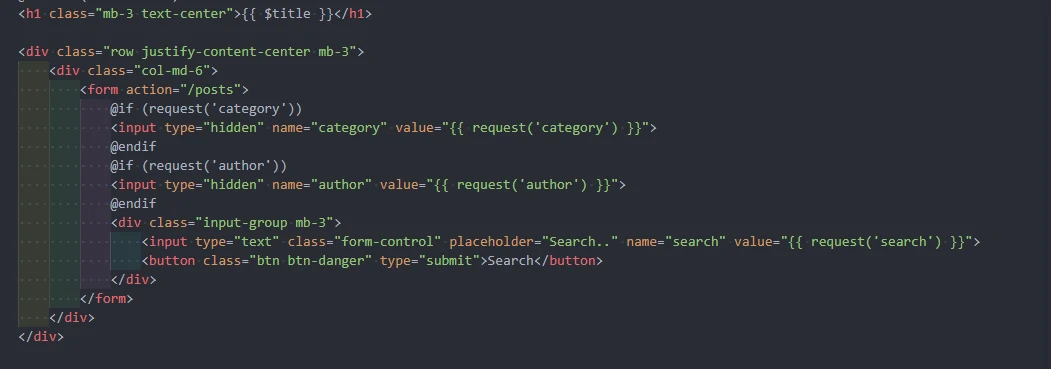 <h1 class="mb-3 text-center">{{ $title }}</h1>
<div class="row justify-content-center mb-3">
<div class="col-md-6">
<form action="/posts">
@if (request('category'))
<input type="hidden" name="category" value="{{ request('category') }}">
@endif
@if (request('author'))
<input type="hidden" name="author" value="{{ request('author') }}">
@endif
<div class="input-group mb-3">
<input type="text" class="form-control" placeholder="Search.." name="search" value="{{ request('search') }}">
<button class="btn btn-danger" type="submit">Search</button>
</div>
</form>
</div>
</div>